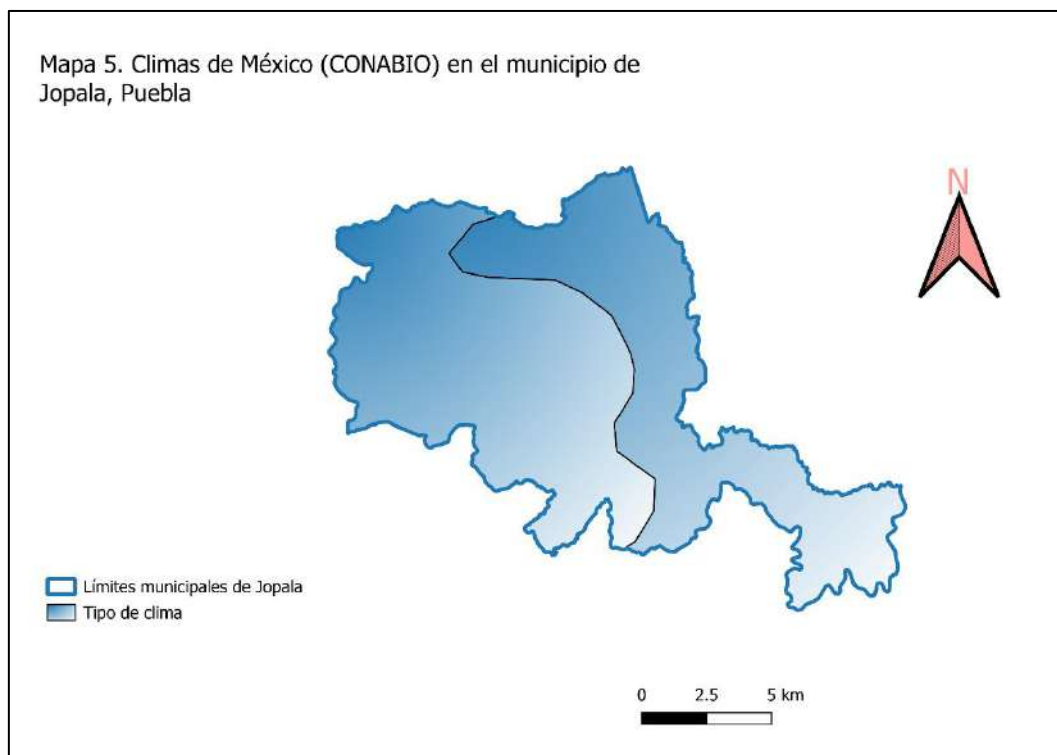 Mapa 5. Climas de México (CONABIO) en el municipio de
Jopala, Puebla
N
Límites municipales de Jopala
Tipo de clima
0 2.5 5 km